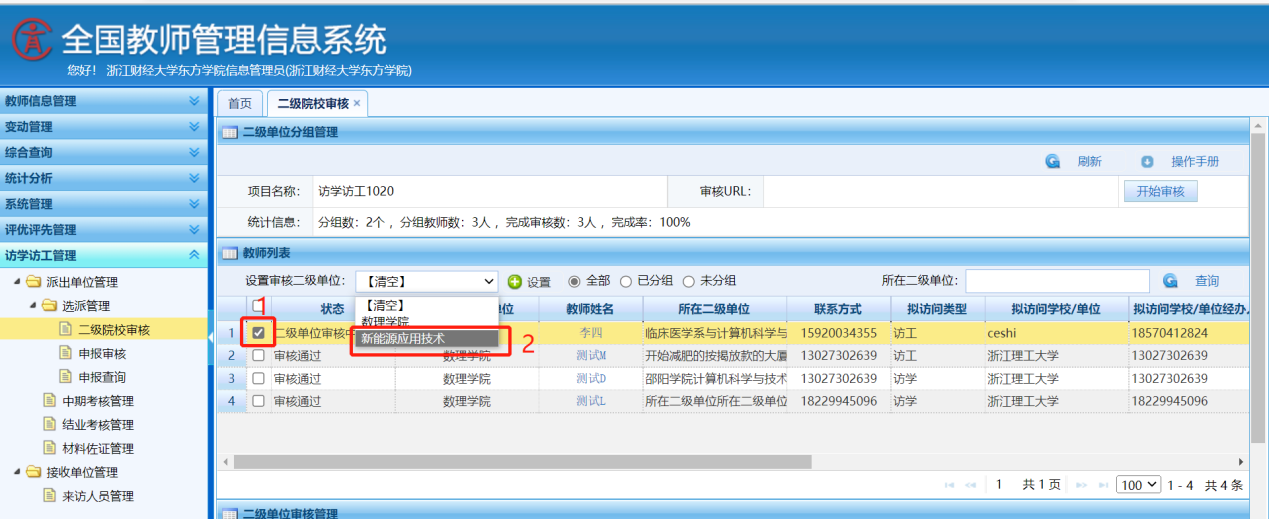 全国教师管理信息系统
您好! 浙江财经大学东方学院信息管理员(浙江财经大学东方学院)
教师信息管理
变动管理
综合查询
统计分析
系统管理
评优评先管理
访学访工管理
派出单位管理
选派管理
二级院校审核
申报审核
申报查询
中期考核管理
结业考核管理
材料佐证管理
接收单位管理
来访人员管理
首页 二级院校审核 ×
二级单位分组管理
刷新 操作手册
项目名称: 访学访工1020 审核URL: 开始审核
统计信息: 分组数: 2个 , 分组教师数: 3人 , 完成审核数: 3人 , 完成率: 100%
教师列表
设置审核二级单位: 【清空】 设置 全部 已分组 未分组 所在二级单位: 查询
【清空】
数理学院
新能源应用技术
1
2
状态 位 教师姓名 所在二级单位 联系方式 拟访问类型 拟访问学校/单位 拟访问学校/单位经办
1 二级单位审核中 李四 临床医学系与计算机科学与 15920034355 访工 ceshi 18570412824
2 审核通过 数理学院 测试M 开始减肥的按揭放款的大厦 13027302639 访工 浙江理工大学 13027302639
3 审核通过 数理学院 测试D 邵阳学院计算机科学与技术 13027302639 访学 浙江理工大学 13027302639
4 审核通过 数理学院 测试L 所在二级单位所在二级单位 18229945096 访学 浙江理工大学 18229945096
1 共 1 页 100 1 - 4 共 4 条
二级单位审核管理